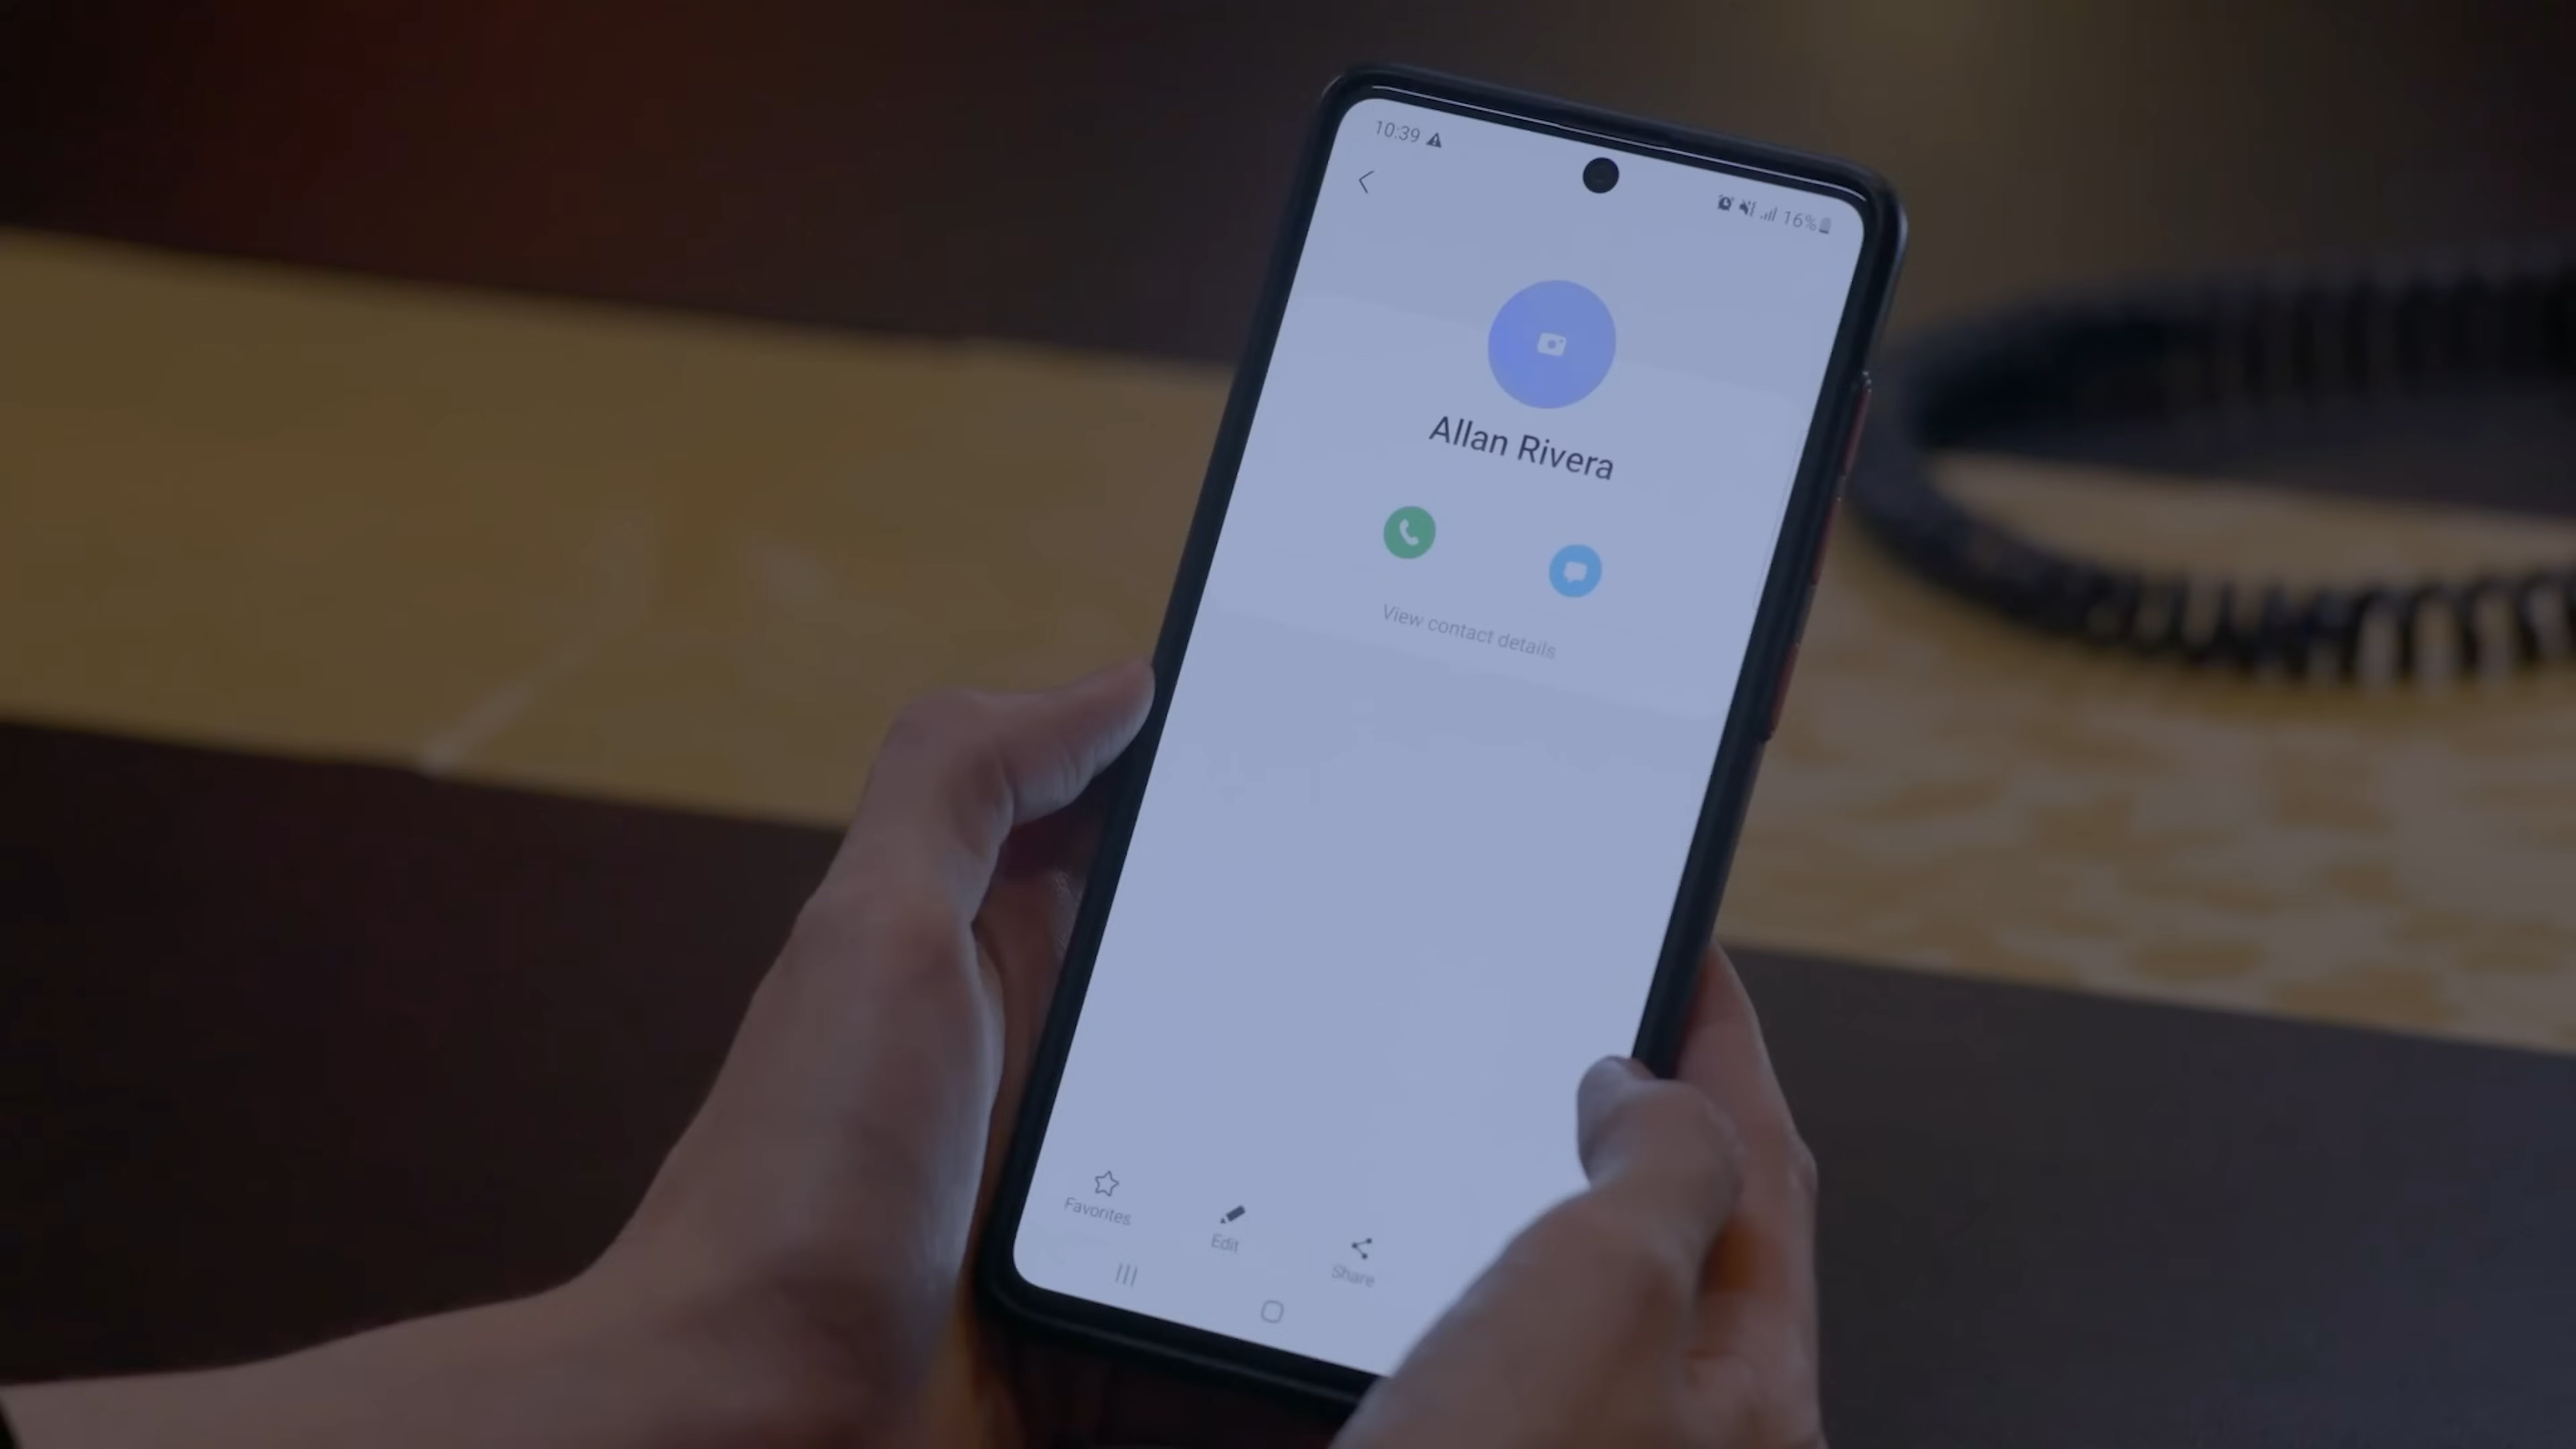 10:39
16%
Allan Rivera
View contact details
Favorites
Edit
Share